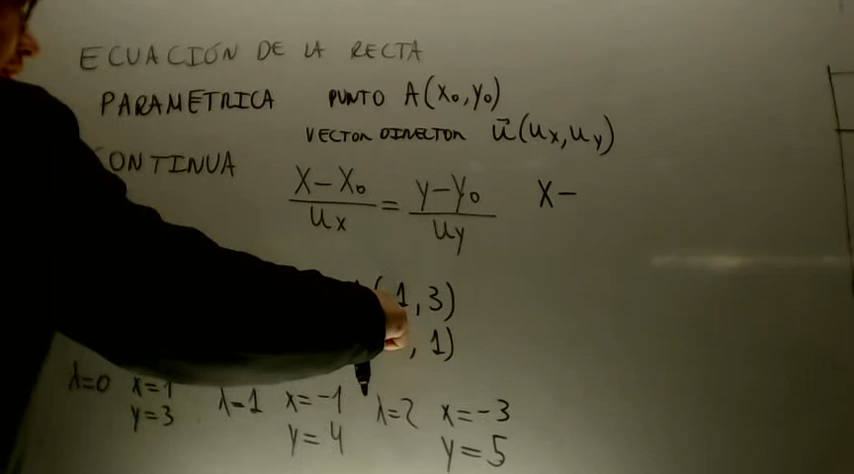 ECUACIÓN DE LA RECTA
PARAMETRICA PUNTO A(x₀,y₀)
VECTOR DIRECTOR u⃗(ux,uy)
CONTINUA
X-X₀/ux = y-y₀/uy X-
(1,3)
,1)
λ=0 x=1
y=3
λ=1 x=-1
y=4
λ=2 x=-3
y=5